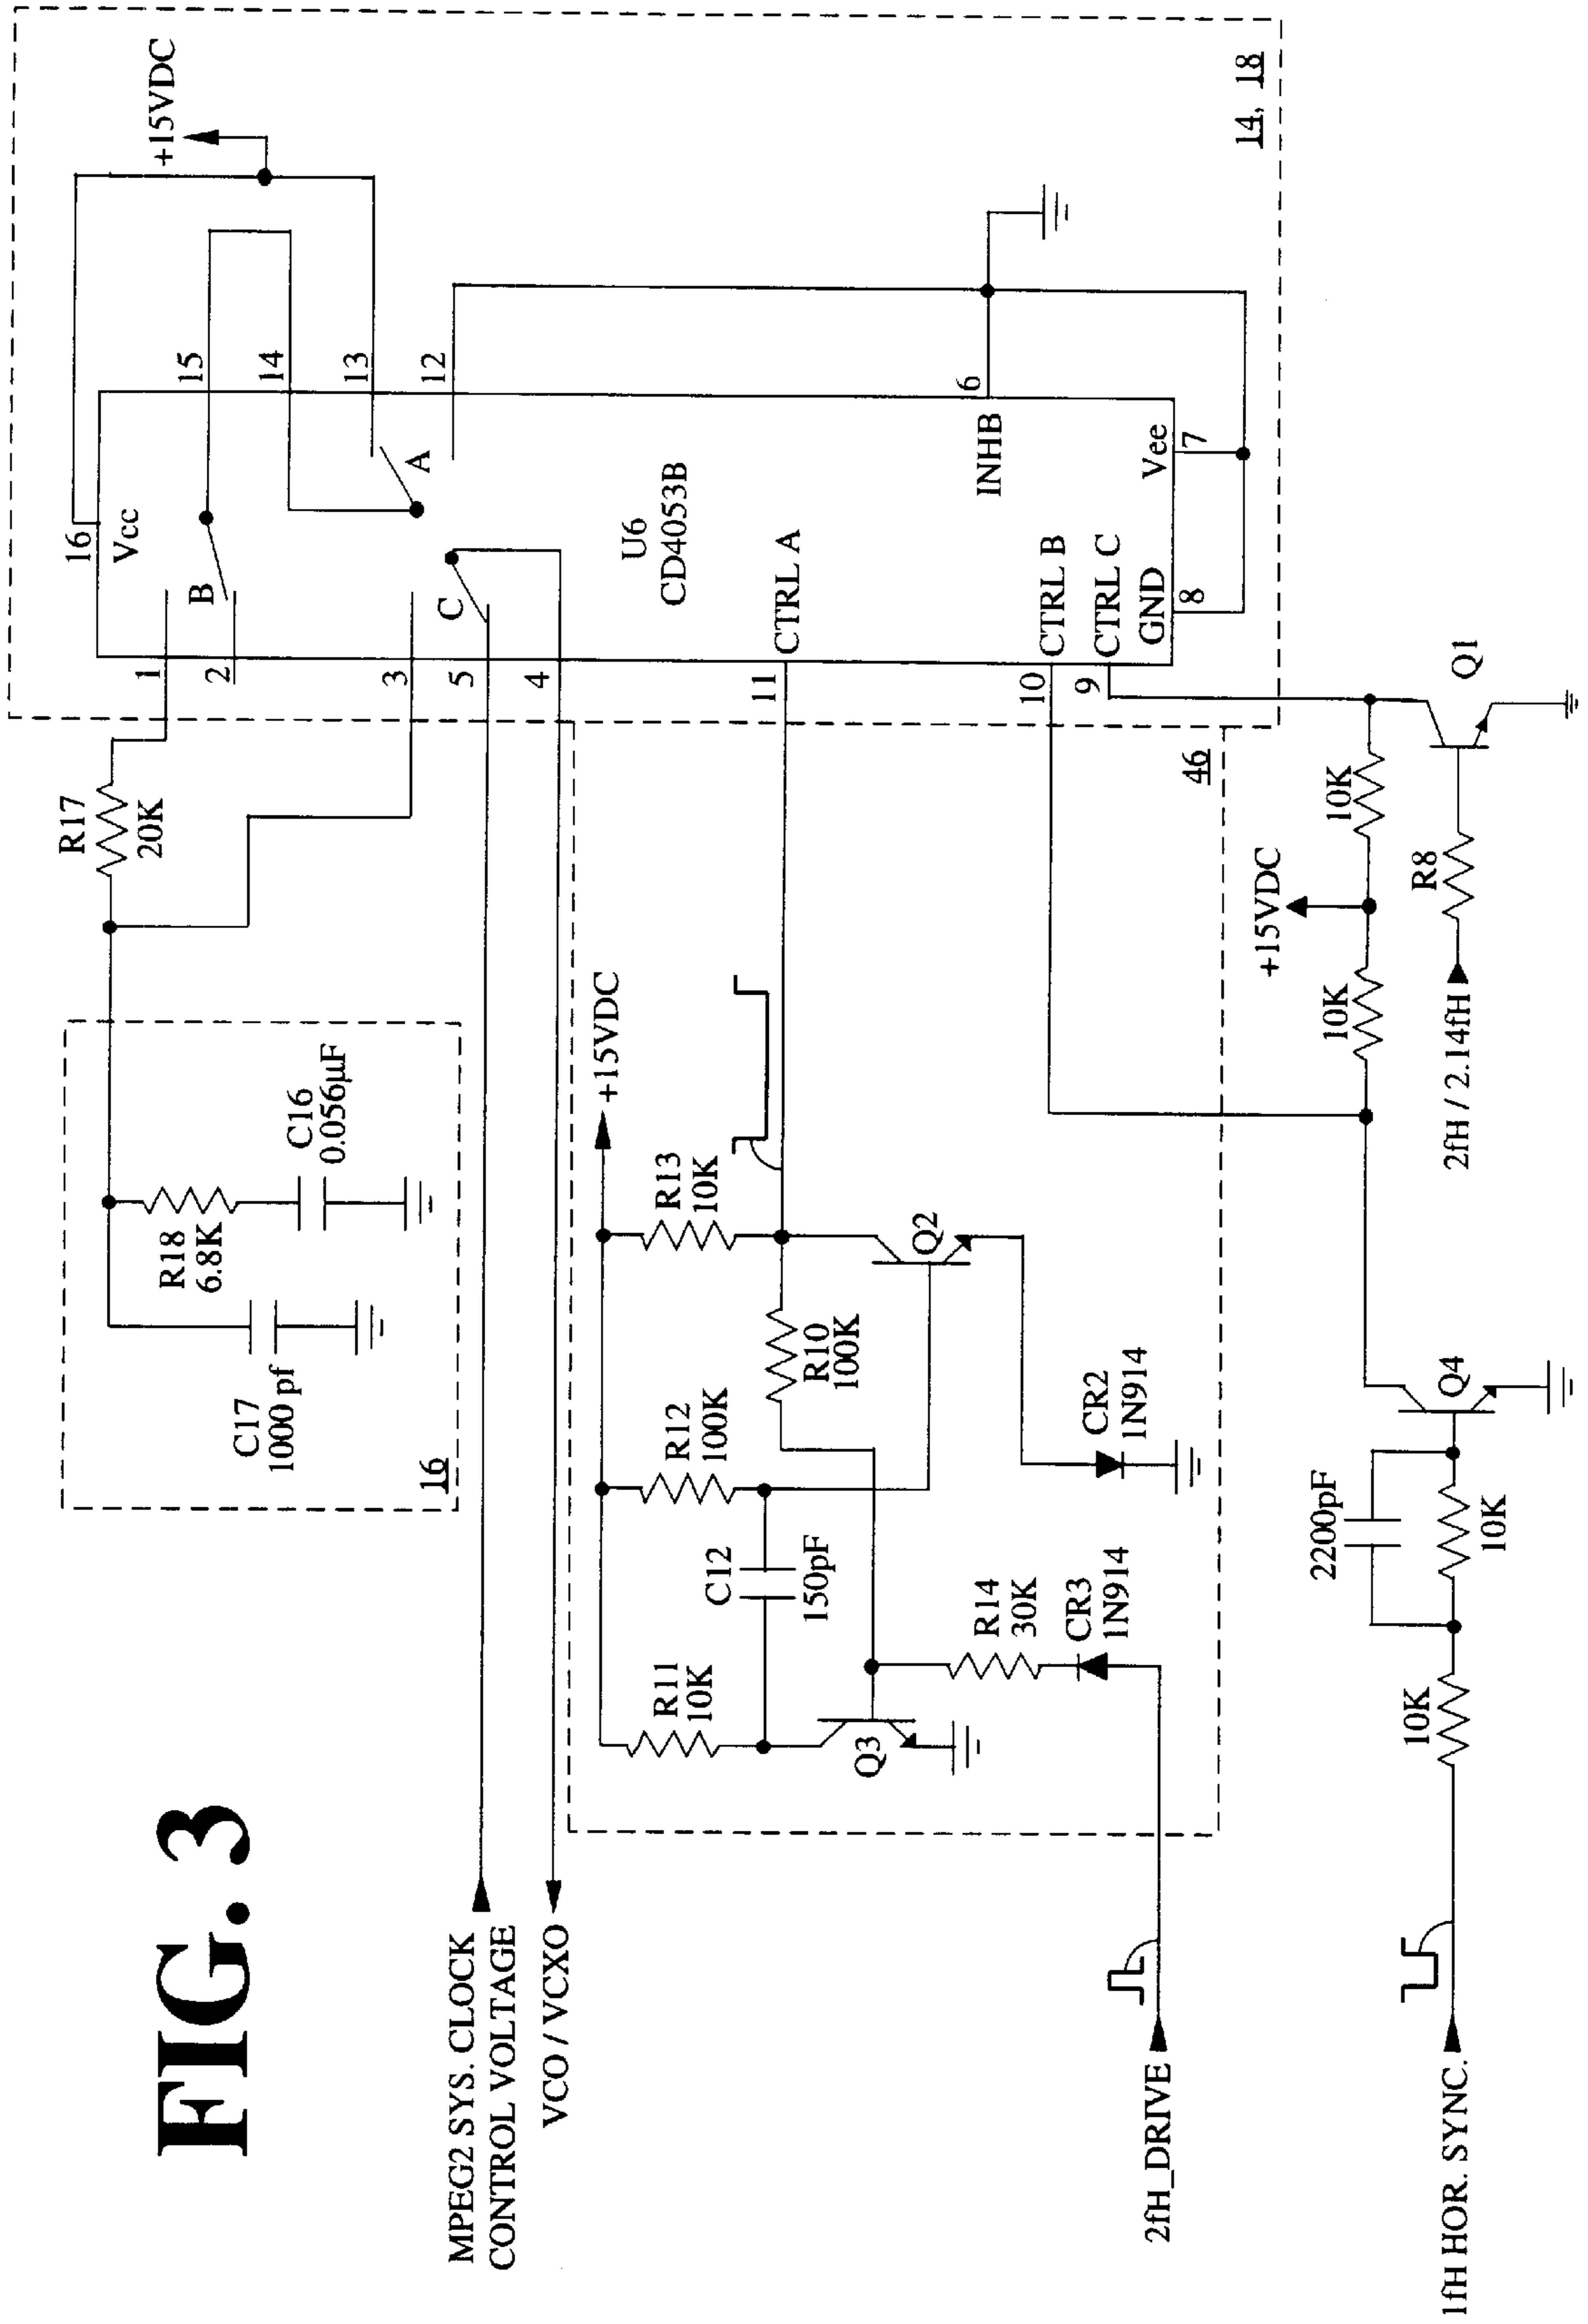 FIG. 3
MPEG2 SYS. CLOCK
CONTROL VOLTAGE
VCO / VCXO
2fH_DRIVE
1fH HOR. SYNC.
16
C17
1000 pf
R18
6.8K
C16
0.056µF
R17
20K
+15VDC
R11
10K
C12
150pF
R12
100K
R13
10K
R10
100K
Q3
Q2
R14
30K
CR3
1N914
CR2
1N914
46
10K
2200pF
10K
Q4
10K
+15VDC
10K
2fH / 2.14fH
R8
Q1
1
2
3
5
4
11
10
9
16
Vcc
B
C
A
U6
CD4053B
CTRL A
CTRL B
CTRL C
GND
8
INHB
6
Vee
7
15
14
13
12
+15VDC
14, 18